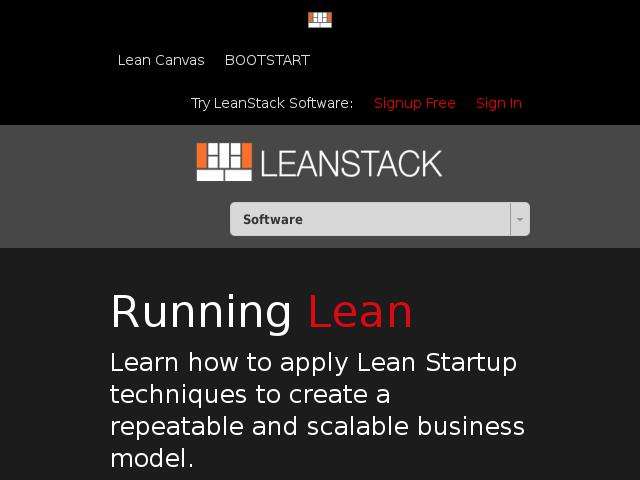 Lean Canvas BOOTSTART
Try LeanStack Software: Signup Free Sign In
LEANSTACK
Software
Running Lean
Learn how to apply Lean Startup
techniques to create a
repeatable and scalable business
model.